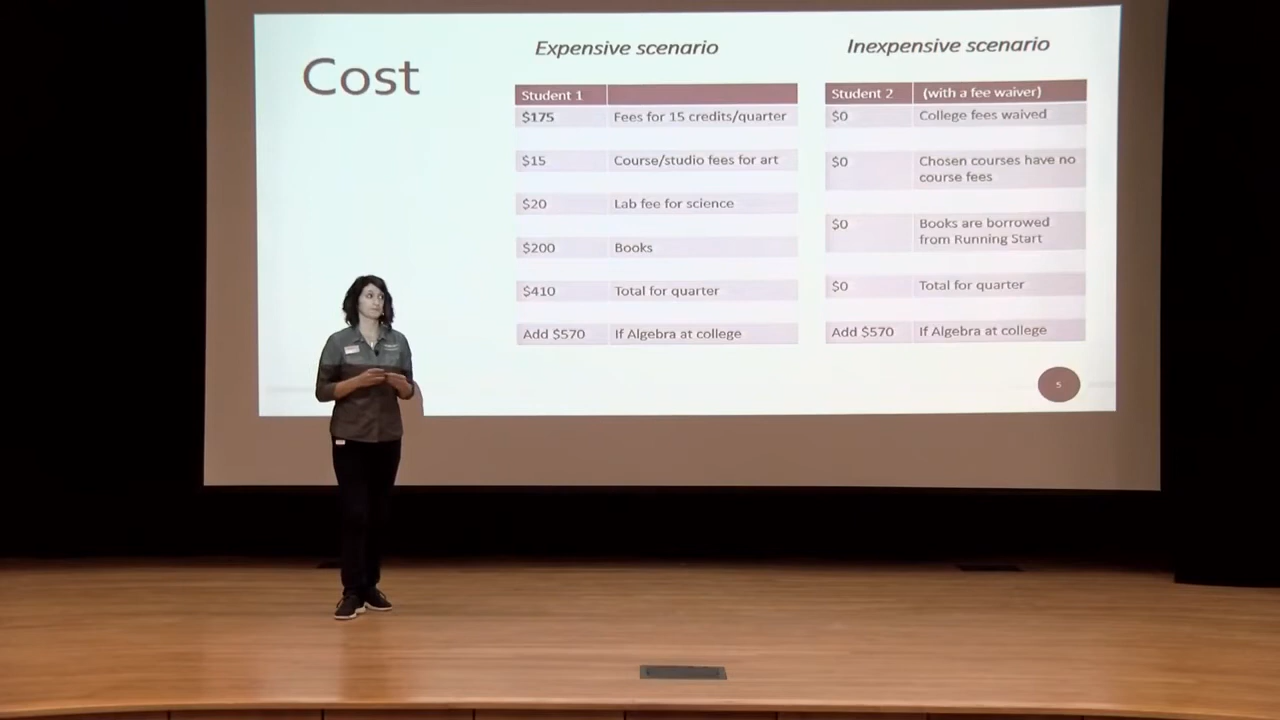 Cost
Expensive scenario
Student 1
$175 Fees for 15 credits/quarter
$15 Course/studio fees for art
$20 Lab fee for science
$200 Books
$410 Total for quarter
Add $570 If Algebra at college
Inexpensive scenario
Student 2 (with a fee waiver)
$0 College fees waived
$0 Chosen courses have no
course fees
$0 Books are borrowed
from Running Start
$0 Total for quarter
Add $570 If Algebra at college
5